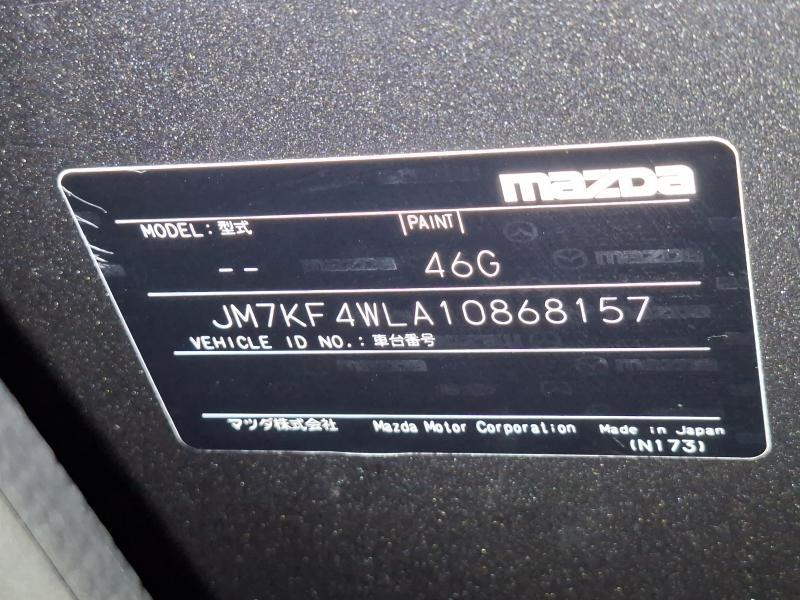 mazda
MODEL：型式 PAINT
-- 46G
JM7KF4WLA10868157
VEHICLE ID NO.：車台番号
マツダ株式会社 Mazda Motor Corporation Made in Japan
(N173)